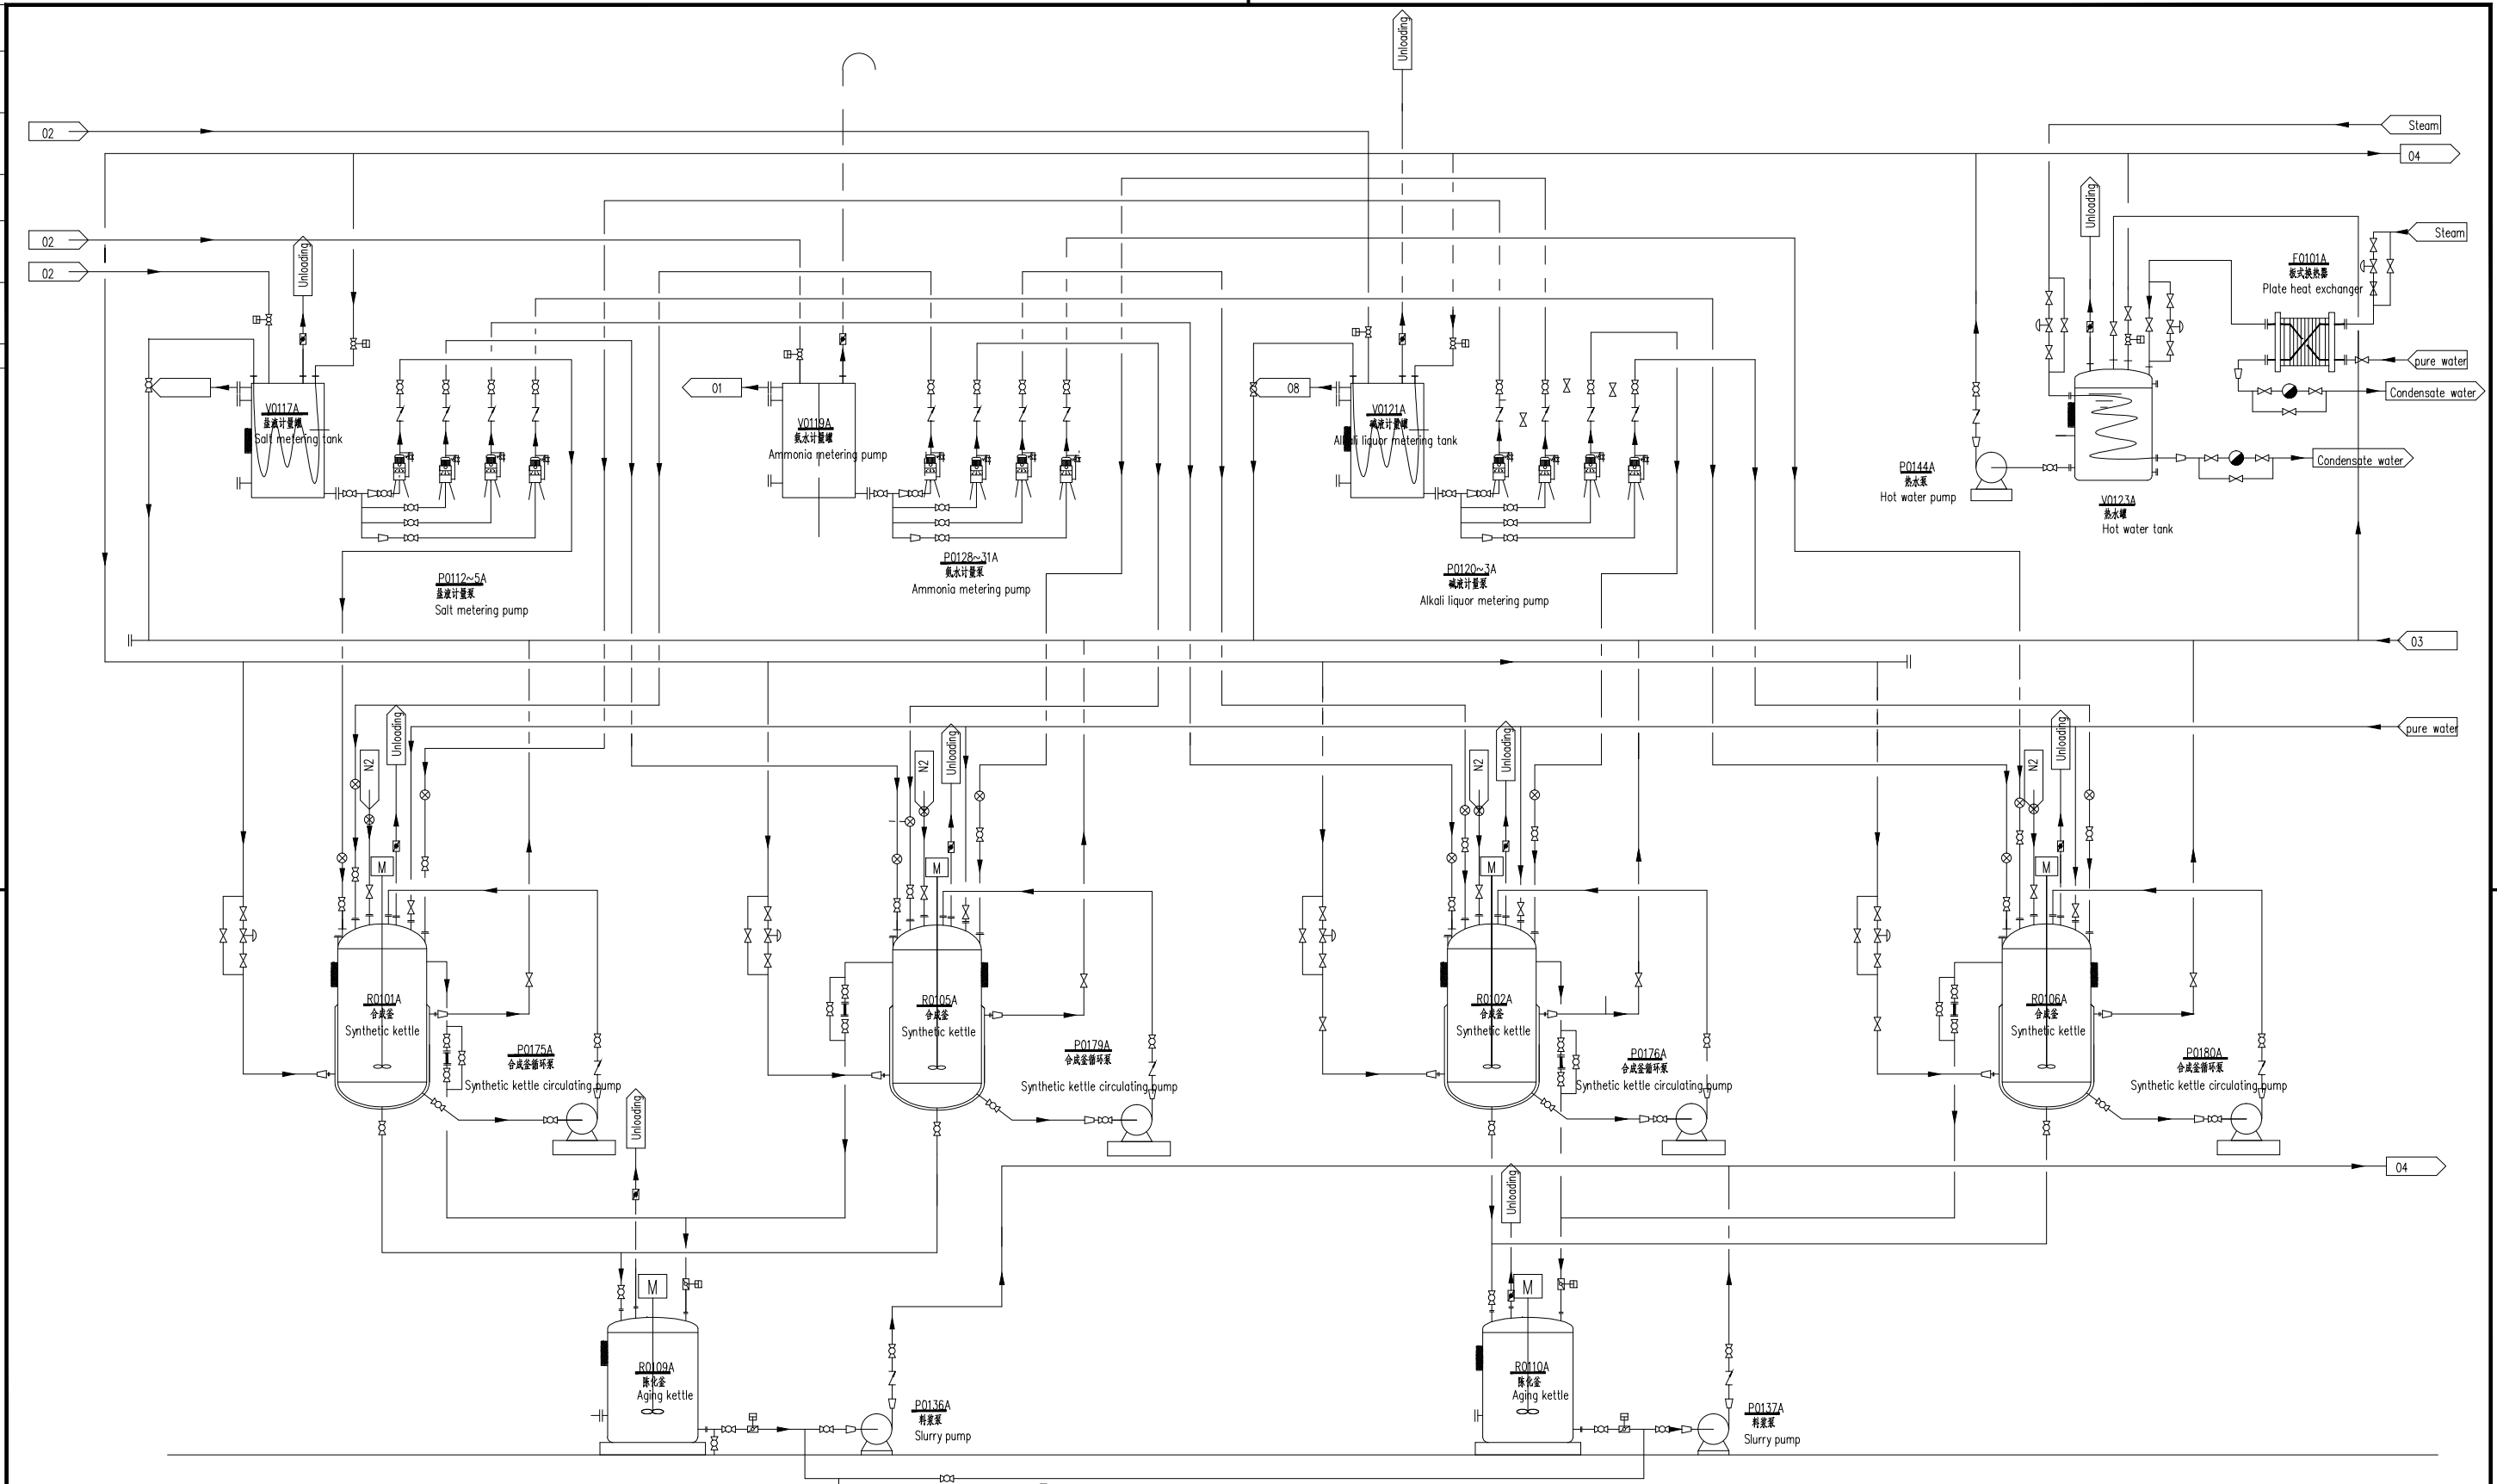 Unloading
02
Steam
04
Unloading
02
Unloading
Steam
02
E0101A
板式换热器
Plate heat exchanger
pure water
01
08
Condensate water
V0117A
盐液计量罐
Salt metering tank
V0119A
氨水计量罐
Ammonia metering pump
V0121A
碱液计量罐
Alkali liquor metering tank
Condensate water
P0144A
热水泵
Hot water pump
V0123A
热水罐
Hot water tank
P0112~5A
盐液计量泵
Salt metering pump
P0128~31A
氨水计量泵
Ammonia metering pump
P0120~3A
碱液计量泵
Alkali liquor metering pump
03
pure water
N2
Unloading
N2
Unloading
N2
Unloading
N2
Unloading
M
M
M
M
R0101A
合成釜
Synthetic kettle
R0105A
合成釜
Synthetic kettle
R0102A
合成釜
Synthetic kettle
R0106A
合成釜
Synthetic kettle
P0175A
合成釜循环泵
Synthetic kettle circulating pump
P0179A
合成釜循环泵
Synthetic kettle circulating pump
P0176A
合成釜循环泵
Synthetic kettle circulating pump
P0180A
合成釜循环泵
Synthetic kettle circulating pump
Unloading
04
Unloading
M
M
R0109A
陈化釜
Aging kettle
R0110A
陈化釜
Aging kettle
P0136A
料浆泵
Slurry pump
P0137A
料浆泵
Slurry pump